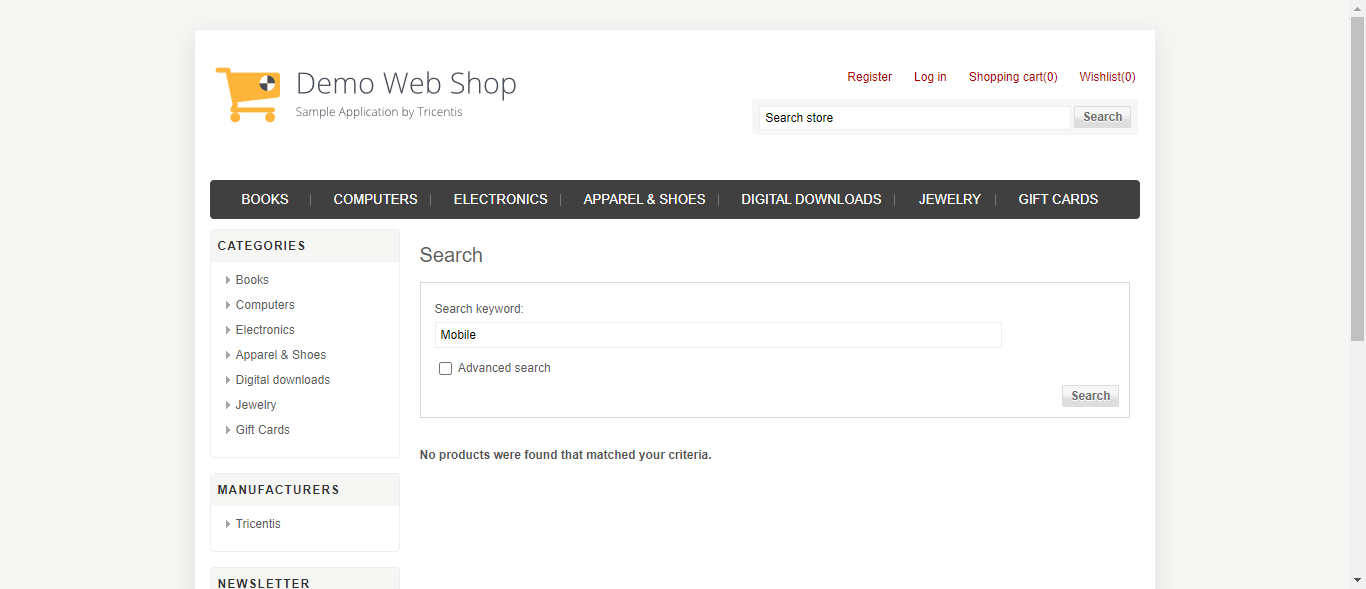 Demo Web Shop
Sample Application by Tricentis
Register Log in Shopping cart(0) Wishlist(0)
Search store Search
BOOKS COMPUTERS ELECTRONICS APPAREL & SHOES DIGITAL DOWNLOADS JEWELRY GIFT CARDS
CATEGORIES
Books
Computers
Electronics
Apparel & Shoes
Digital downloads
Jewelry
Gift Cards
MANUFACTURERS
Tricentis
NEWSLETTER
Search
Search keyword:
Mobile
Advanced search
Search
No products were found that matched your criteria.